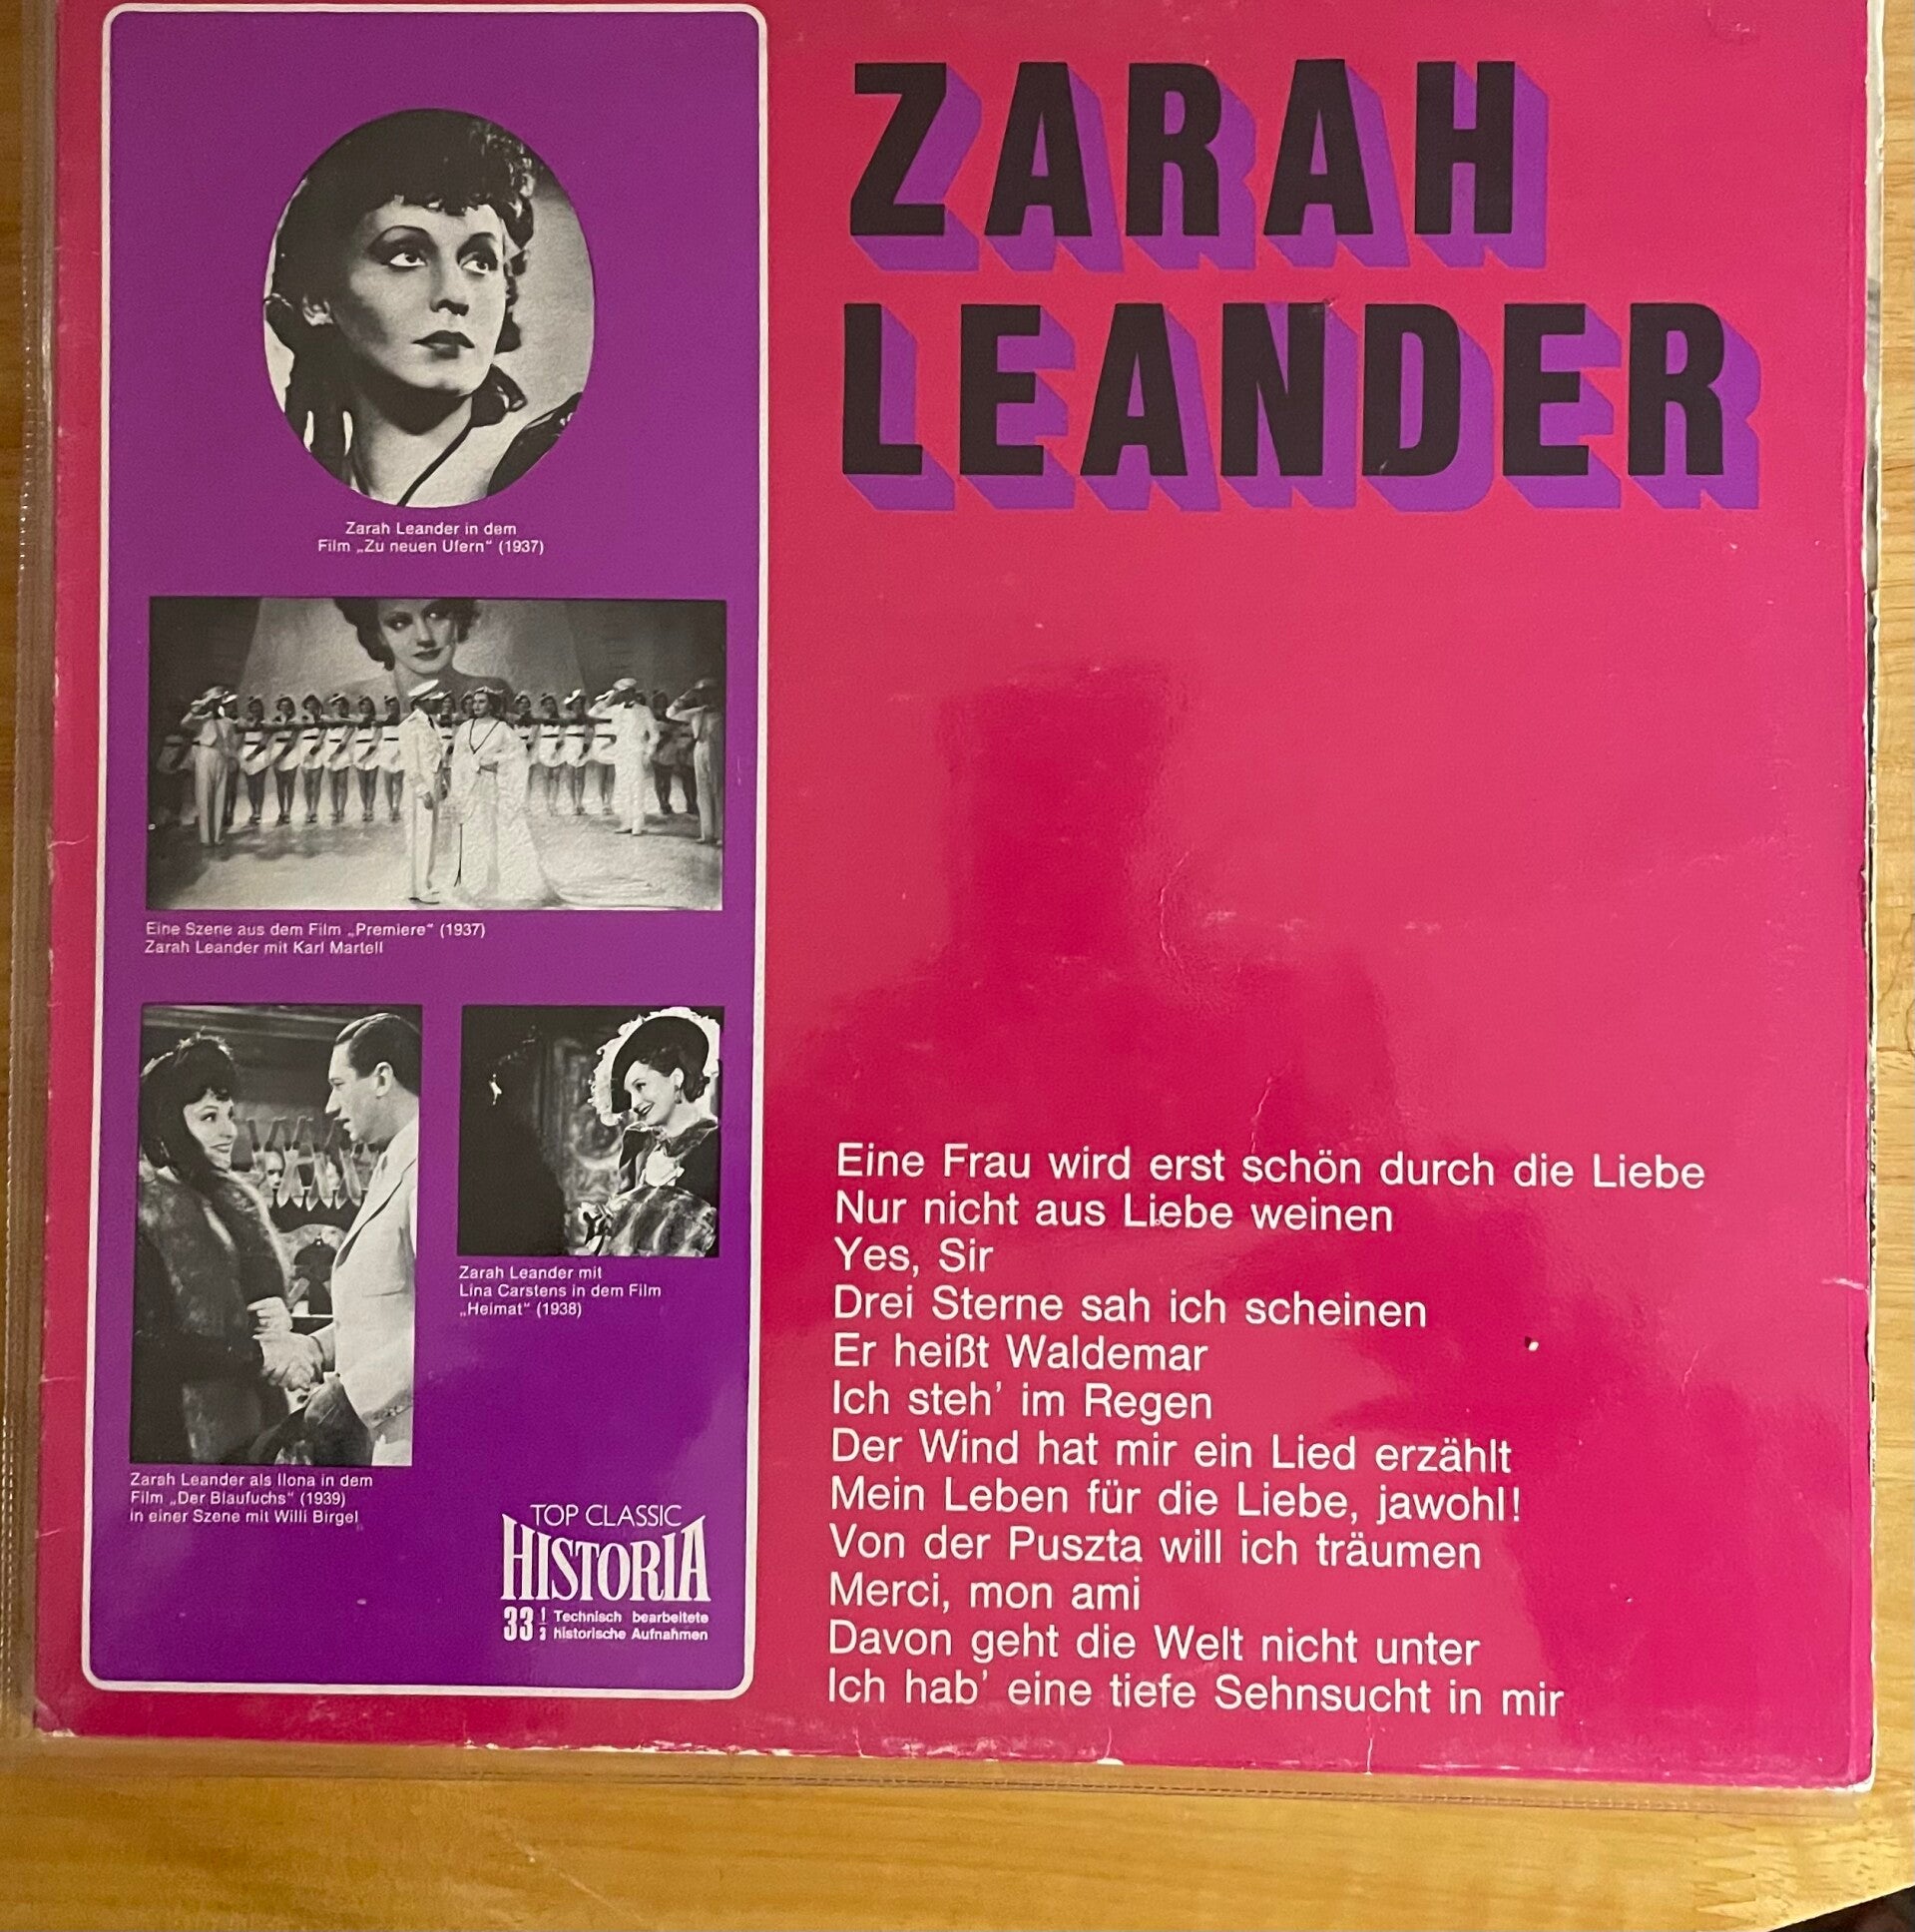 ZARAH
LEANDER
Zarah Leander in dem
Film „Zu neuen Ufern“ (1937)
Eine Szene aus dem Film „Premiere“ (1937)
Zarah Leander mit Karl Martell
Zarah Leander mit
Lina Carstens in dem Film
„Heimat“ (1938)
Zarah Leander als Ilona in dem
Film „Der Blaufuchs“ (1939)
in einer Szene mit Willi Birgel
TOP CLASSIC
HISTORIA
33 1/3 Technisch bearbeitete
historische Aufnahmen
Eine Frau wird erst schön durch die Liebe
Nur nicht aus Liebe weinen
Yes, Sir
Drei Sterne sah ich scheinen
Er heißt Waldemar
Ich steh’ im Regen
Der Wind hat mir ein Lied erzählt
Mein Leben für die Liebe, jawohl!
Von der Puszta will ich träumen
Merci, mon ami
Davon geht die Welt nicht unter
Ich hab’ eine tiefe Sehnsucht in mir